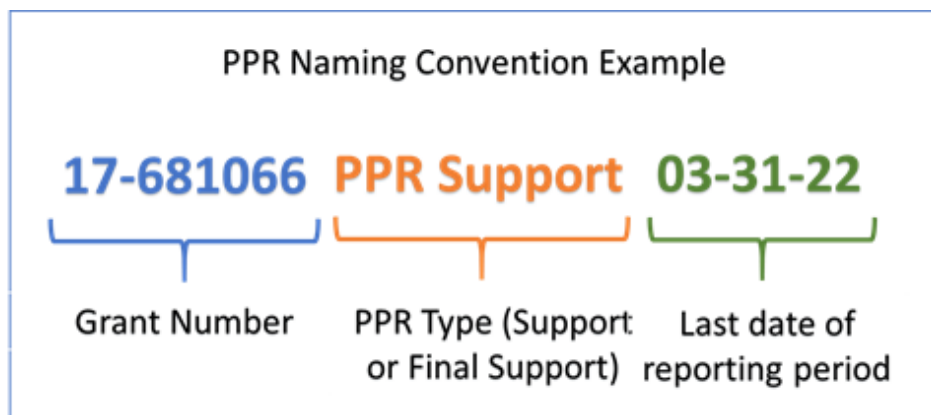 PPR Naming Convention Example
17-681066 PPR Support 03-31-22
Grant Number
PPR Type (Support
or Final Support)
Last date of
reporting period